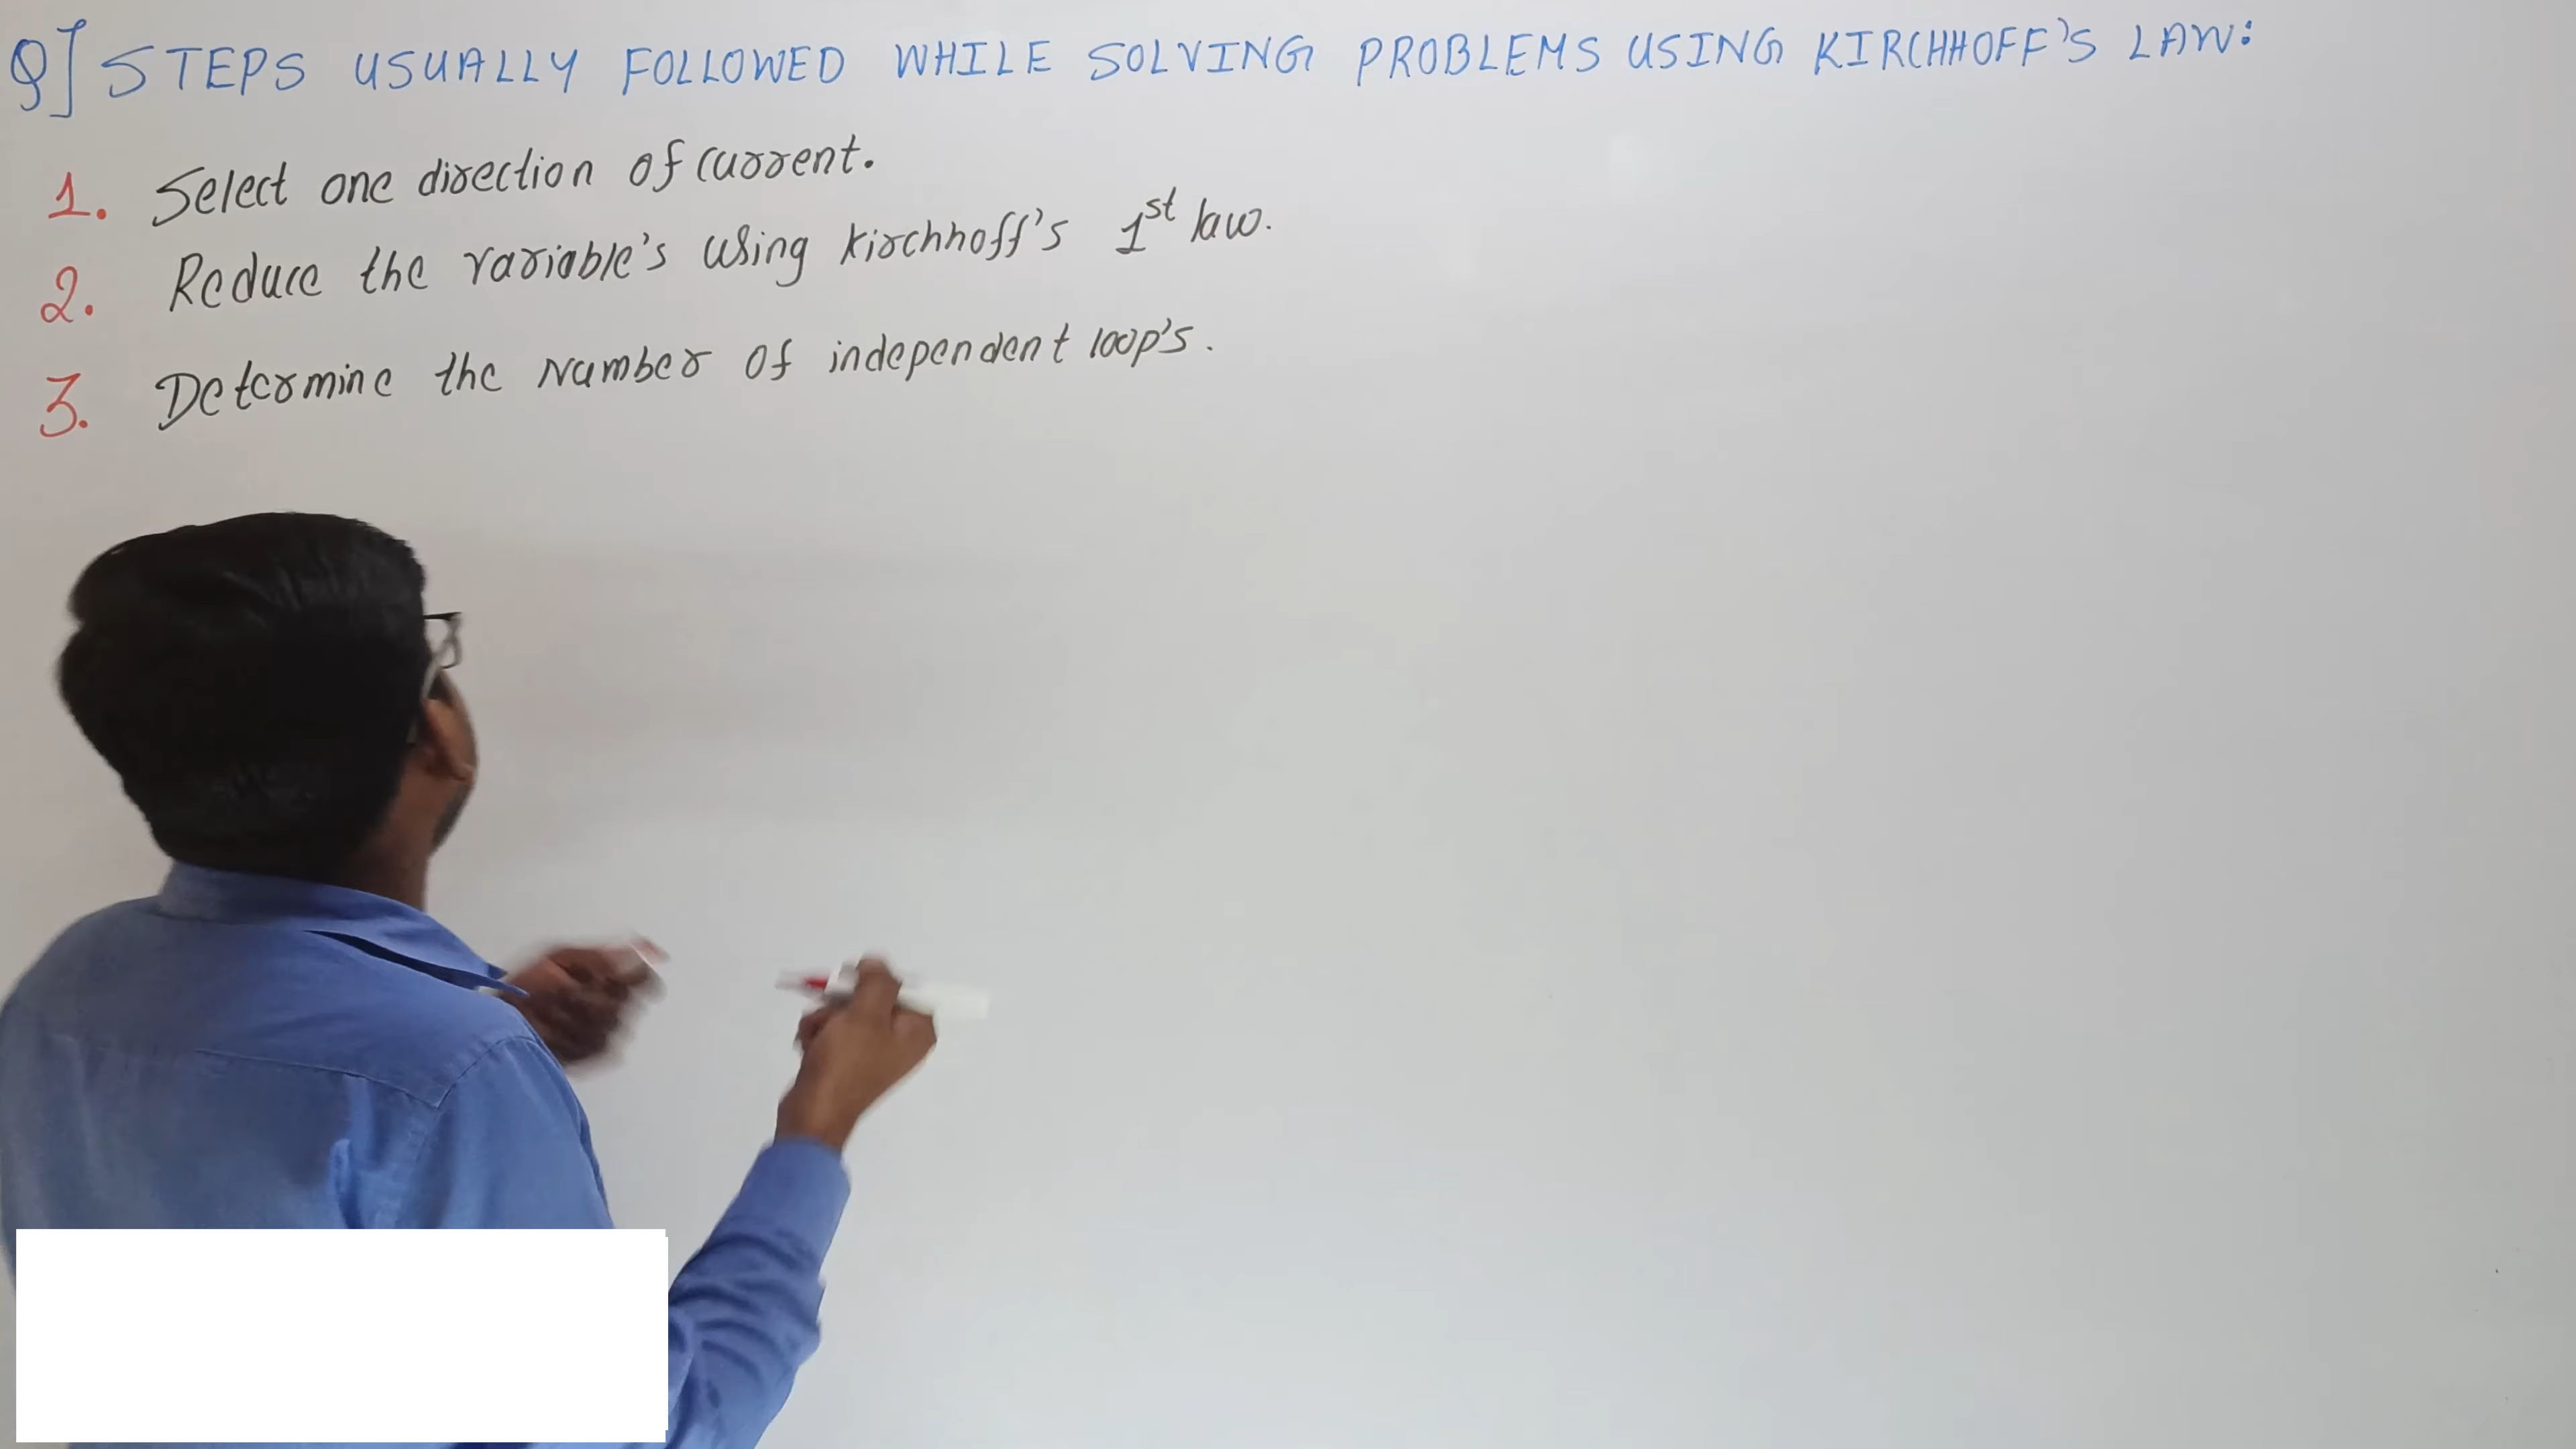 Q] STEPS USUALLY FOLLOWED WHILE SOLVING PROBLEMS USING KIRCHHOFF'S LAW:
1. Select one direction of current.
2. Reduce the variable's using kirchhoff's 1st law.
3. Determine the Number of independent loop's.